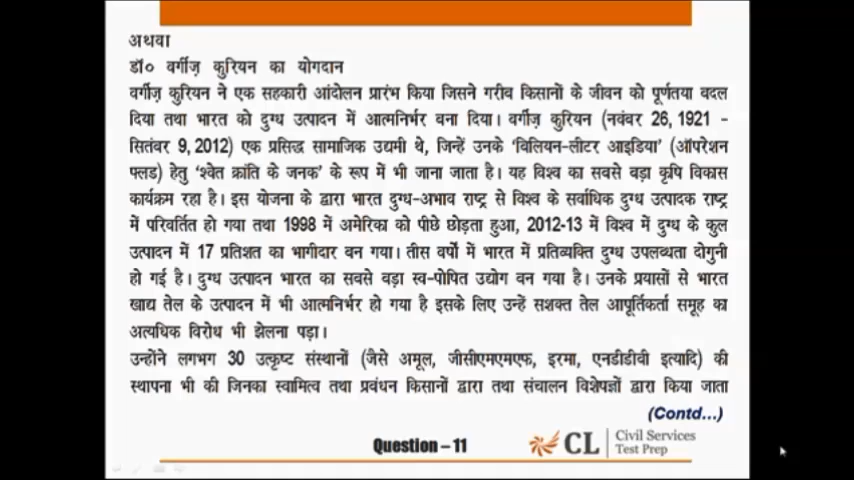 अथवा
डॉ० वर्गीज़ कुरियन का योगदान
वर्गीज़ कुरियन ने एक सहकारी आंदोलन प्रारंभ किया जिसने गरीब किसानों के जीवन को पूर्णतया बदल
दिया तथा भारत को दुग्ध उत्पादन में आत्मनिर्भर बना दिया। वर्गीज़ कुरियन (नवंबर 26, 1921 -
सितंबर 9, 2012) एक प्रसिद्ध सामाजिक उद्यमी थे, जिन्हें उनके 'बिलियन-लीटर आइडिया' (ऑपरेशन
फ्लड) हेतु 'श्वेत क्रांति के जनक' के रूप में भी जाना जाता है। यह विश्व का सबसे बड़ा कृषि विकास
कार्यक्रम रहा है। इस योजना के द्वारा भारत दुग्ध-अभाव राष्ट्र से विश्व के सर्वाधिक दुग्ध उत्पादक राष्ट्र
में परिवर्तित हो गया तथा 1998 में अमेरिका को पीछे छोड़ता हुआ, 2012-13 में विश्व में दुग्ध के कुल
उत्पादन में 17 प्रतिशत का भागीदार बन गया। तीस वर्षों में भारत में प्रतिव्यक्ति दुग्ध उपलब्धता दोगुनी
हो गई है। दुग्ध उत्पादन भारत का सबसे बड़ा स्व-पोषित उद्योग बन गया है। उनके प्रयासों से भारत
खाद्य तेल के उत्पादन में भी आत्मनिर्भर हो गया है इसके लिए उन्हें सशक्त तेल आपूर्तिकर्ता समूह का
अत्यधिक विरोध भी झेलना पड़ा।
उन्होंने लगभग 30 उत्कृष्ट संस्थानों (जैसे अमूल, जीसीएमएमएफ, इरमा, एनडीडीबी इत्यादि) की
स्थापना भी की जिनका स्वामित्व तथा प्रबंधन किसानों द्वारा तथा संचालन विशेषज्ञों द्वारा किया जाता
(Contd...)
Question – 11
CL Civil Services
Test Prep